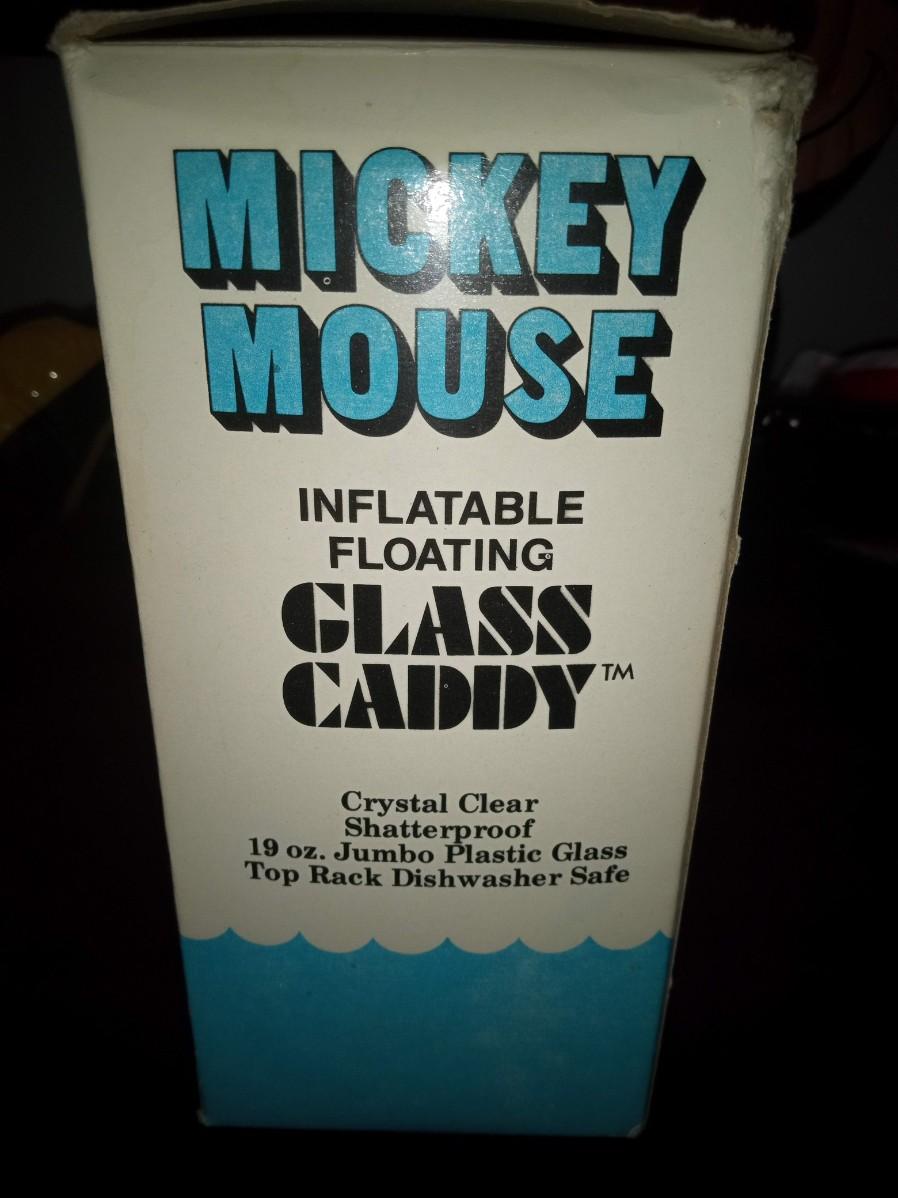 MICKEY
MOUSE
INFLATABLE
FLOATING
GLASS
CADDY™
Crystal Clear
Shatterproof
19 oz. Jumbo Plastic Glass
Top Rack Dishwasher Safe